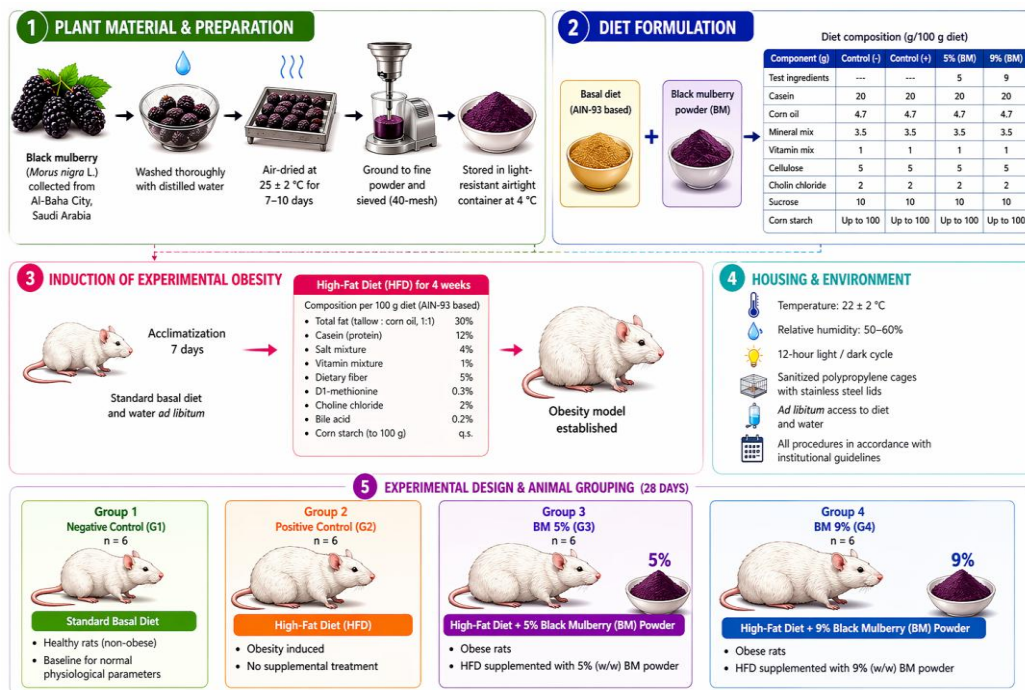 1 PLANT MATERIAL & PREPARATION
Black mulberry
(Morus nigra L.)
collected from
Al-Baha City,
Saudi Arabia
Washed thoroughly
with distilled water
Air-dried at
25 ± 2 °C for
7–10 days
Ground to fine
powder and
sieved (40-mesh)
Stored in light-
resistant airtight
container at 4 °C
2 DIET FORMULATION
Basal diet
(AIN-93 based)
+
Black mulberry
powder (BM)
Diet composition (g/100 g diet)
Component (g) Control (-) Control (+) 5% (BM) 9% (BM)
Test ingredients --- --- 5 9
Casein 20 20 20 20
Corn oil 4.7 4.7 4.7 4.7
Mineral mix 3.5 3.5 3.5 3.5
Vitamin mix 1 1 1 1
Cellulose 5 5 5 5
Cholin chloride 2 2 2 2
Sucrose 10 10 10 10
Corn starch Up to 100 Up to 100 Up to 100 Up to 100
3 INDUCTION OF EXPERIMENTAL OBESITY
Acclimatization
7 days
Standard basal diet
and water ad libitum
High-Fat Diet (HFD) for 4 weeks
Composition per 100 g diet (AIN-93 based)
• Total fat (tallow : corn oil, 1:1) 30%
• Casein (protein) 12%
• Salt mixture 4%
• Vitamin mixture 1%
• Dietary fiber 5%
• D1-methionine 0.3%
• Choline chloride 2%
• Bile acid 0.2%
• Corn starch (to 100 g) q.s.
Obesity model
established
4 HOUSING & ENVIRONMENT
Temperature: 22 ± 2 °C
Relative humidity: 50–60%
12-hour light / dark cycle
Sanitized polypropylene cages
with stainless steel lids
Ad libitum access to diet
and water
All procedures in accordance with
institutional guidelines
5 EXPERIMENTAL DESIGN & ANIMAL GROUPING (28 DAYS)
Group 1
Negative Control (G1)
n = 6
Standard Basal Diet
• Healthy rats (non-obese)
• Baseline for normal
physiological parameters
Group 2
Positive Control (G2)
n = 6
High-Fat Diet (HFD)
• Obesity induced
• No supplemental treatment
Group 3
BM 5% (G3)
n = 6
5%
High-Fat Diet + 5% Black Mulberry (BM) Powder
• Obese rats
• HFD supplemented with 5% (w/w) BM powder
Group 4
BM 9% (G4)
n = 6
9%
High-Fat Diet + 9% Black Mulberry (BM) Powder
• Obese rats
• HFD supplemented with 9% (w/w) BM powder